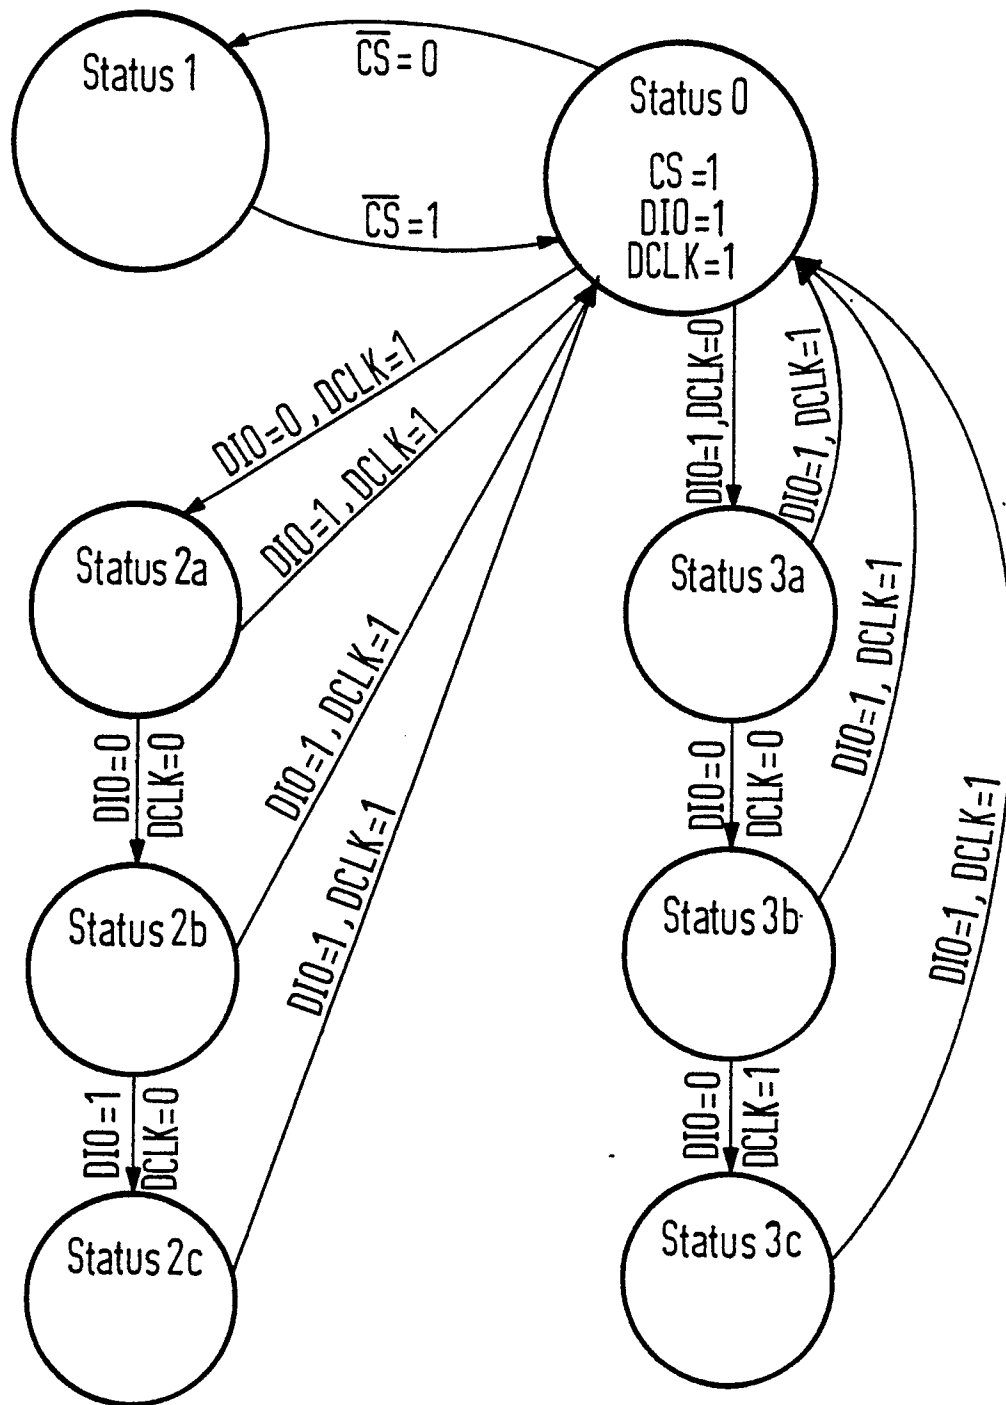 Status 1
C̅S̅=0
Status 0
CS=1
DIO=1
DCLK=1
C̅S̅=1
DIO=0, DCLK=1
DIO=1, DCLK=1
DIO=1,DCLK=0
DIO=1, DCLK=1
Status 2a
Status 3a
DIO=1, DCLK=1
DIO=1, DCLK=1
DIO=0
DCLK=0
DIO=0
DCLK=0
DIO=1, DCLK=1
DIO=1, DCLK=1
Status 2b
Status 3b
DIO=1
DCLK=0
DIO=0
DCLK=1
Status 2c
Status 3c